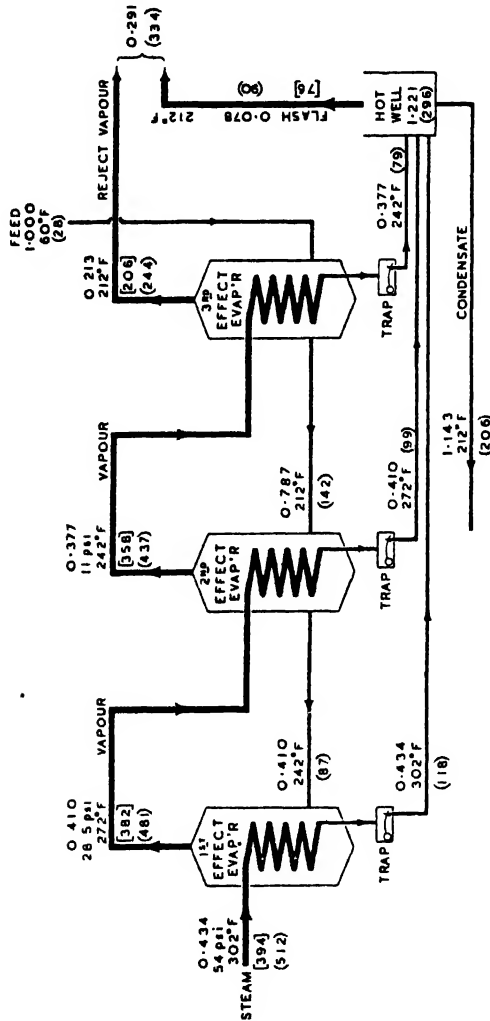 STEAM
0·434
54 psi
302°F
[394]
(512)
1ST
EFFECT
EVAP'R
0·410
28·5 psi
272°F
[382]
(481)
VAPOUR
TRAP
0·434
302°F
(118)
0·410
242°F
(87)
2ND
EFFECT
EVAP'R
0·377
11 psi
242°F
[358]
(437)
VAPOUR
TRAP
0·410
272°F
(99)
0·787
212°F
(142)
3RD
EFFECT
EVAP'R
0·213
212°F
[206]
(244)
FEED
1·000
60°F
(28)
REJECT VAPOUR
0·291
(334)
212°F
FLASH 0·078
[76]
(90)
TRAP
0·377
242°F
(79)
HOT
WELL
1·221
(296)
CONDENSATE
1·143
212°F
(206)